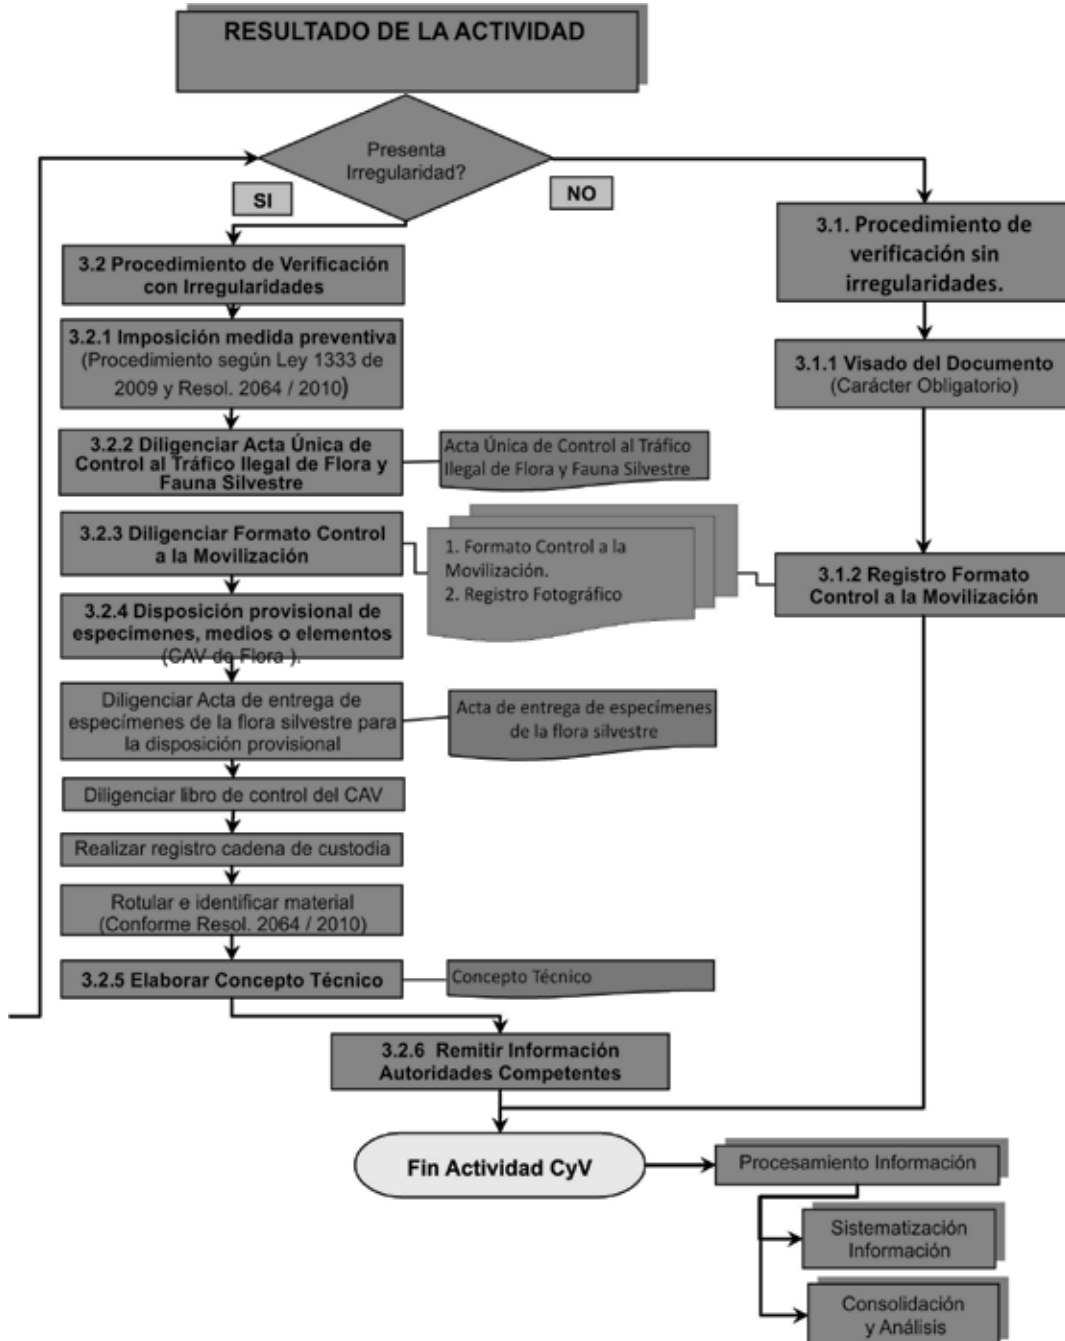 RESULTADO DE LA ACTIVIDAD
Presenta
Irregularidad?
SI
NO
3.2 Procedimiento de Verificación
con Irregularidades
3.1. Procedimiento de
verificación sin
irregularidades.
3.2.1 Imposición medida preventiva
(Procedimiento según Ley 1333 de
2009 y Resol. 2064 / 2010)
3.1.1 Visado del Documento
(Carácter Obligatorio)
3.2.2 Diligenciar Acta Única de
Control al Tráfico Ilegal de Flora y
Fauna Silvestre
Acta Única de Control al Tráfico
Ilegal de Flora y Fauna Silvestre
3.2.3 Diligenciar Formato Control
a la Movilización
1. Formato Control a la
Movilización.
2. Registro Fotográfico
3.1.2 Registro Formato
Control a la Movilización
3.2.4 Disposición provisional de
especímenes, medios o elementos
(CAV de Flora ).
Diligenciar Acta de entrega de
especímenes de la flora silvestre para
la disposición provisional
Acta de entrega de especímenes
de la flora silvestre
Diligenciar libro de control del CAV
Realizar registro cadena de custodia
Rotular e identificar material
(Conforme Resol. 2064 / 2010)
3.2.5 Elaborar Concepto Técnico
Concepto Técnico
3.2.6 Remitir Información
Autoridades Competentes
Fin Actividad CyV
Procesamiento Información
Sistematización
Información
Consolidación
y Análisis